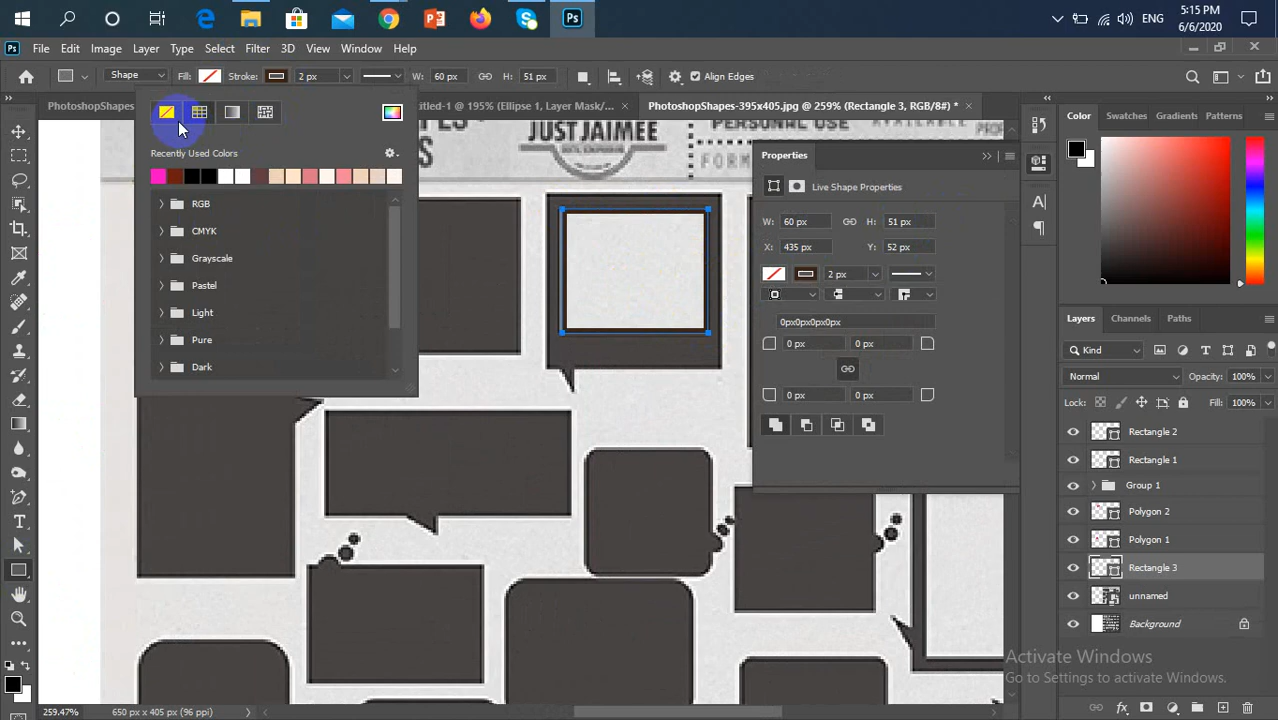 5:15 PM
ENG
6/6/2020
Ps
File Edit Image Layer Type Select Filter 3D View Window Help
Shape Fill: Stroke: 2 px W: 60 px H: 51 px Align Edges
PhotoshopShapes
ntitled-1 @ 195% (Ellipse 1, Layer Mask/...
PhotoshopShapes-395x405.jpg @ 259% (Rectangle 3, RGB/8#) *
Recently Used Colors
RGB
CMYK
Grayscale
Pastel
Light
Pure
Dark
JUST JAIMEE
PERSONAL USE
FORM
Properties
Live Shape Properties
W: 60 px H: 51 px
X: 435 px Y: 52 px
2 px
0px0px0px0px
0 px 0 px
0 px 0 px
Color Swatches Gradients Patterns
Layers Channels Paths
Kind
Normal Opacity: 100%
Lock: Fill: 100%
Rectangle 2
Rectangle 1
Group 1
Polygon 2
Polygon 1
Rectangle 3
unnamed
Background
Activate Windows
Go to Settings to activate Windows.
259.47% 650 px x 405 px (96 ppi)